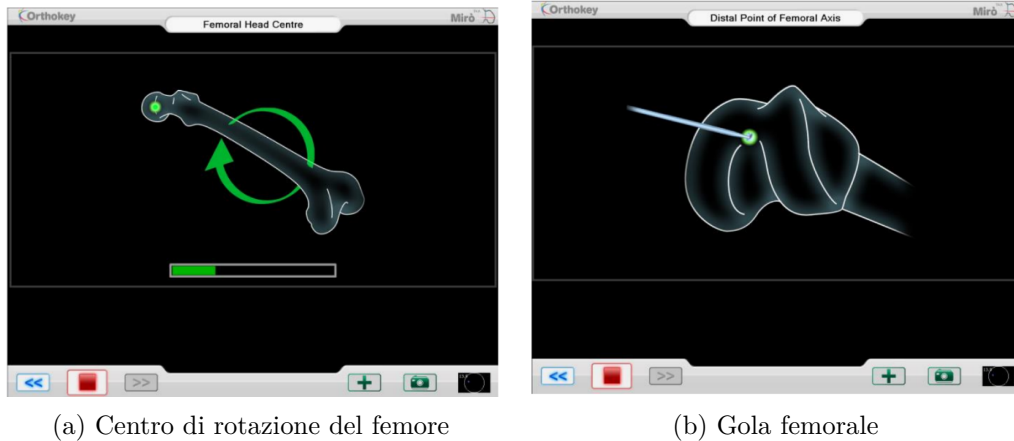 Orthokey
Femoral Head Centre
Mirò
<<
>>
(a) Centro di rotazione del femore
Orthokey
Distal Point of Femoral Axis
Mirò
<<
>>
(b) Gola femorale